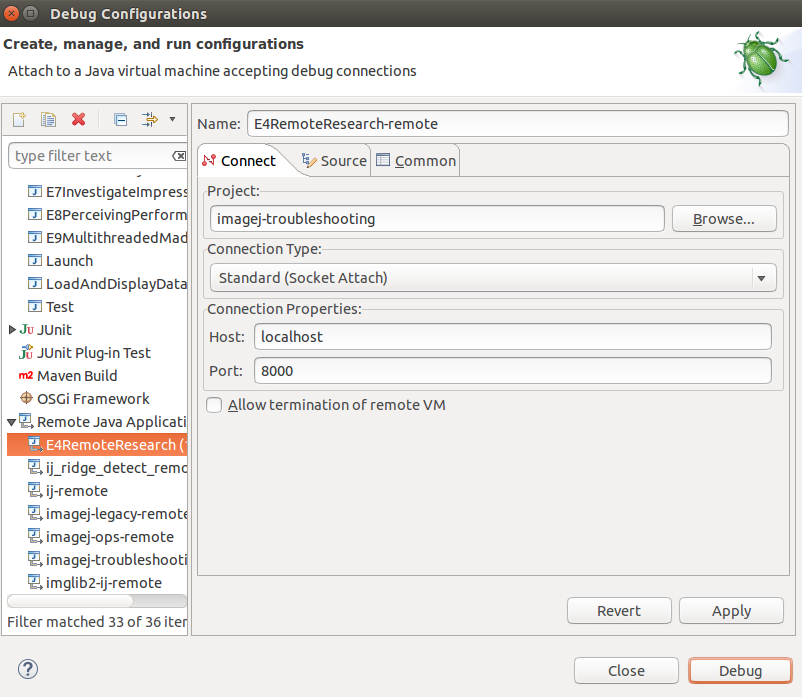 Debug Configurations
Create, manage, and run configurations
Attach to a Java virtual machine accepting debug connections
type filter text
E7InvestigateImpress
E8PerceivingPerform
E9MultithreadedMad
Launch
LoadAndDisplayData
Test
JUnit
JUnit Plug-in Test
Maven Build
OSGi Framework
Remote Java Applicati
E4RemoteResearch (
ij_ridge_detect_remo
ij-remote
imagej-legacy-remote
imagej-ops-remote
imagej-troubleshooti
imglib2-ij-remote
Filter matched 33 of 36 iter
Name: E4RemoteResearch-remote
Connect Source Common
Project:
imagej-troubleshooting Browse...
Connection Type:
Standard (Socket Attach)
Connection Properties:
Host: localhost
Port: 8000
Allow termination of remote VM
Revert Apply
? Close Debug